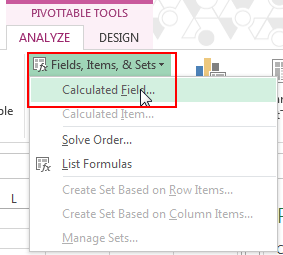 PIVOTTABLE TOOLS
ANALYZE DESIGN
Fields, Items, & Sets
Calculated Field...
Calculated Item...
Solve Order...
List Formulas
Create Set Based on Row Items...
Create Set Based on Column Items...
Manage Sets...
L